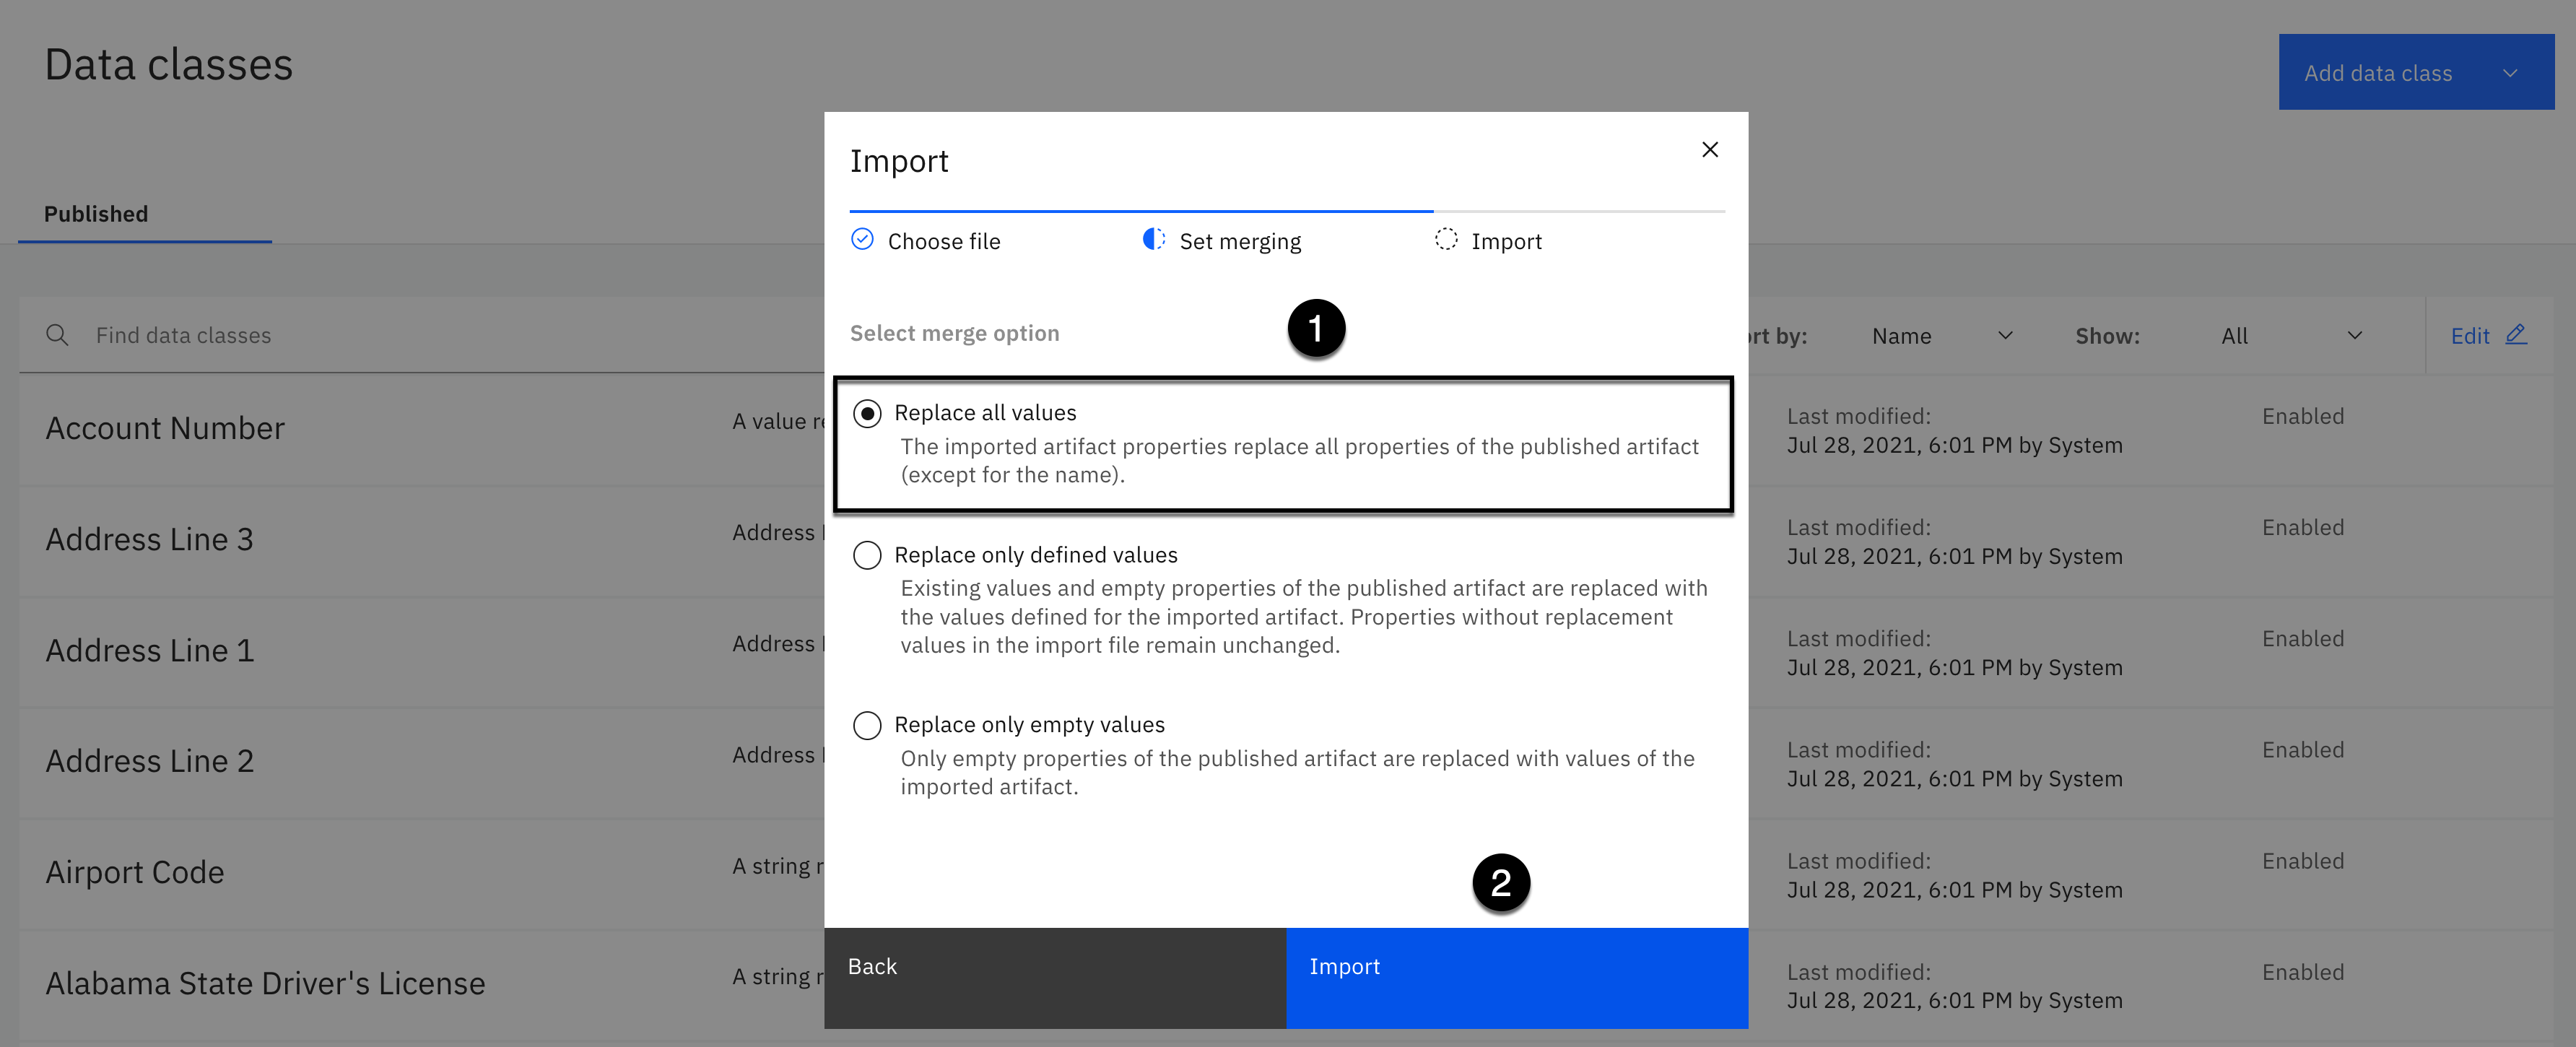 Data classes
Add data class
Published
Find data classes
Sort by: Name Show: All Edit
Account Number
A value
Last modified:
Jul 28, 2021, 6:01 PM by System
Enabled
Address Line 3
Address
Last modified:
Jul 28, 2021, 6:01 PM by System
Enabled
Address Line 1
Address
Last modified:
Jul 28, 2021, 6:01 PM by System
Enabled
Address Line 2
Address
Last modified:
Jul 28, 2021, 6:01 PM by System
Enabled
Airport Code
A string
Last modified:
Jul 28, 2021, 6:01 PM by System
Enabled
Alabama State Driver's License
A string
Last modified:
Jul 28, 2021, 6:01 PM by System
Enabled
Import
Choose file
Set merging
Import
Select merge option
1
Replace all values
The imported artifact properties replace all properties of the published artifact
(except for the name).
Replace only defined values
Existing values and empty properties of the published artifact are replaced with
the values defined for the imported artifact. Properties without replacement
values in the import file remain unchanged.
Replace only empty values
Only empty properties of the published artifact are replaced with values of the
imported artifact.
2
Back
Import